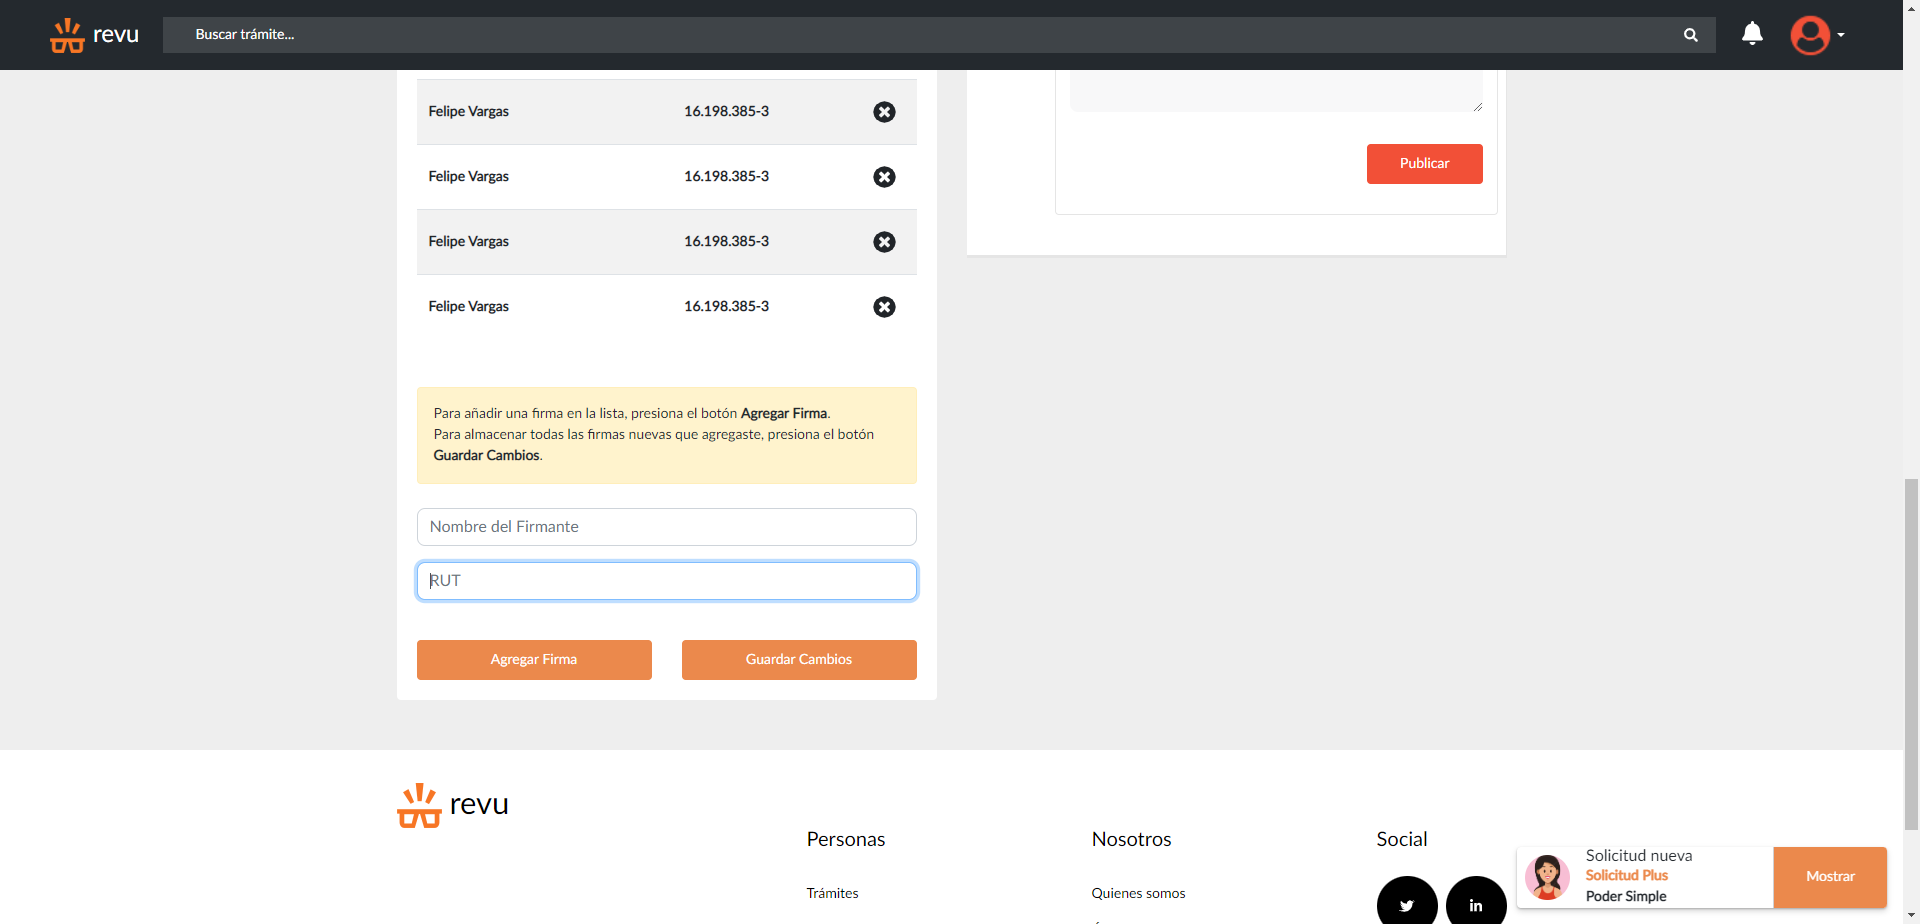 revu
Buscar trámite...
Felipe Vargas 16.198.385-3
Felipe Vargas 16.198.385-3
Felipe Vargas 16.198.385-3
Felipe Vargas 16.198.385-3
Publicar
Para añadir una firma en la lista, presiona el botón Agregar Firma.
Para almacenar todas las firmas nuevas que agregaste, presiona el botón
Guardar Cambios.
Nombre del Firmante
RUT
Agregar Firma
Guardar Cambios
revu
Personas
Trámites
Nosotros
Quienes somos
Social
in
Solicitud nueva
Solicitud Plus
Poder Simple
Mostrar